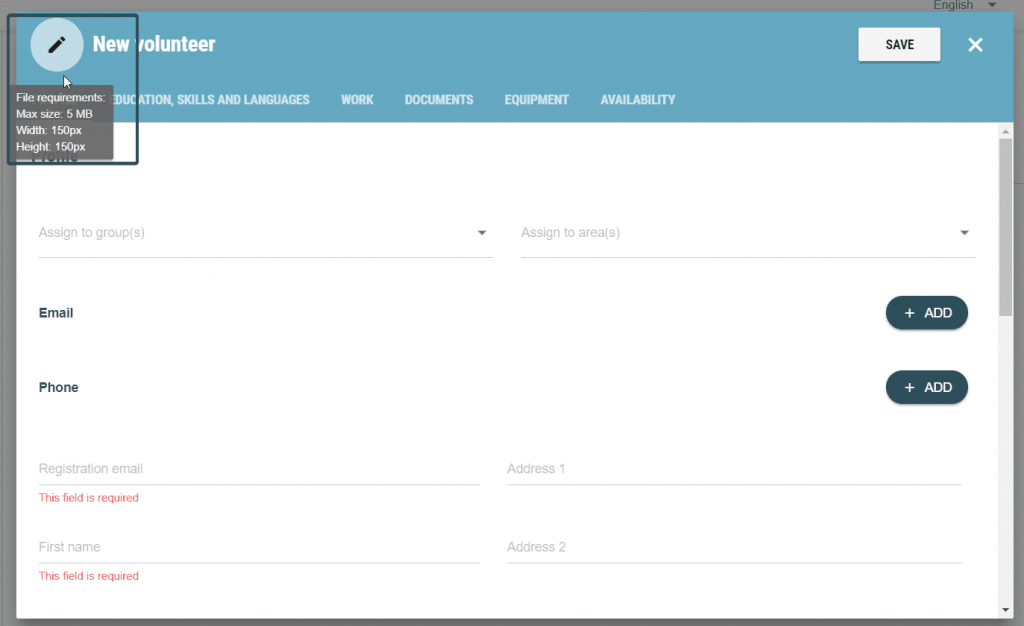 English
New volunteer
SAVE
EDUCATION, SKILLS AND LANGUAGES WORK DOCUMENTS EQUIPMENT AVAILABILITY
File requirements:
Max size: 5 MB
Width: 150px
Height: 150px
Profile
Assign to group(s) Assign to area(s)
Email + ADD
Phone + ADD
Registration email Address 1
This field is required
First name Address 2
This field is required